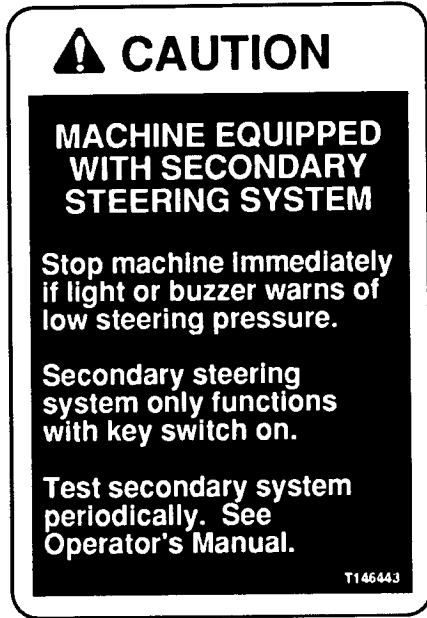 CAUTION
MACHINE EQUIPPED
WITH SECONDARY
STEERING SYSTEM
Stop machine immediately
if light or buzzer warns of
low steering pressure.
Secondary steering
system only functions
with key switch on.
Test secondary system
periodically. See
Operator's Manual.
T146443